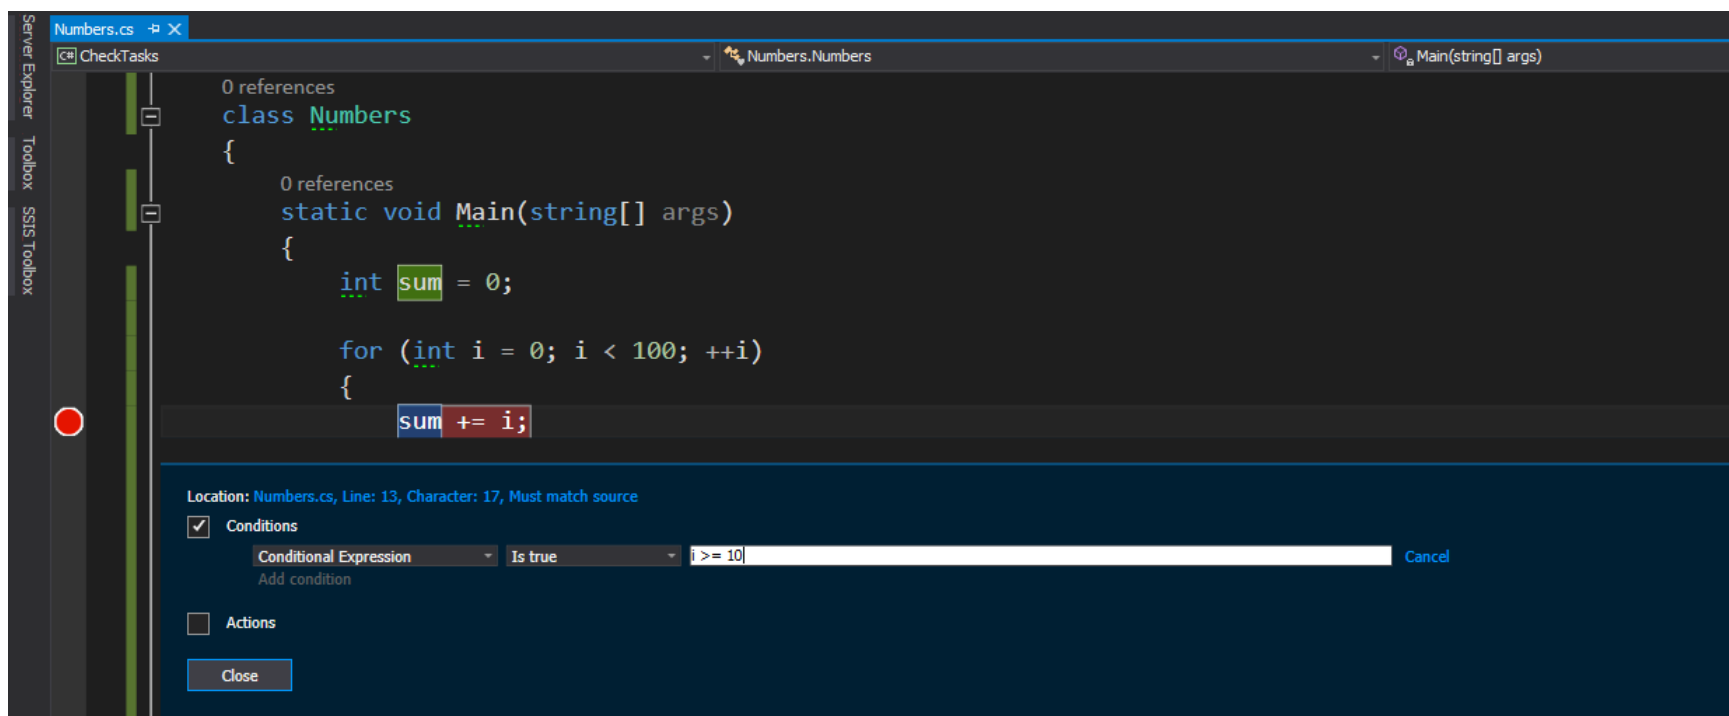 Server Explorer
Toolbox
SSIS Toolbox
Numbers.cs
C# CheckTasks
Numbers.Numbers
Main(string[] args)
0 references
class Numbers
{
0 references
static void Main(string[] args)
{
int sum = 0;
for (int i = 0; i < 100; ++i)
{
sum += i;
Location: Numbers.cs, Line: 13, Character: 17, Must match source
Conditions
Conditional Expression Is true i >= 10 Cancel
Add condition
Actions
Close